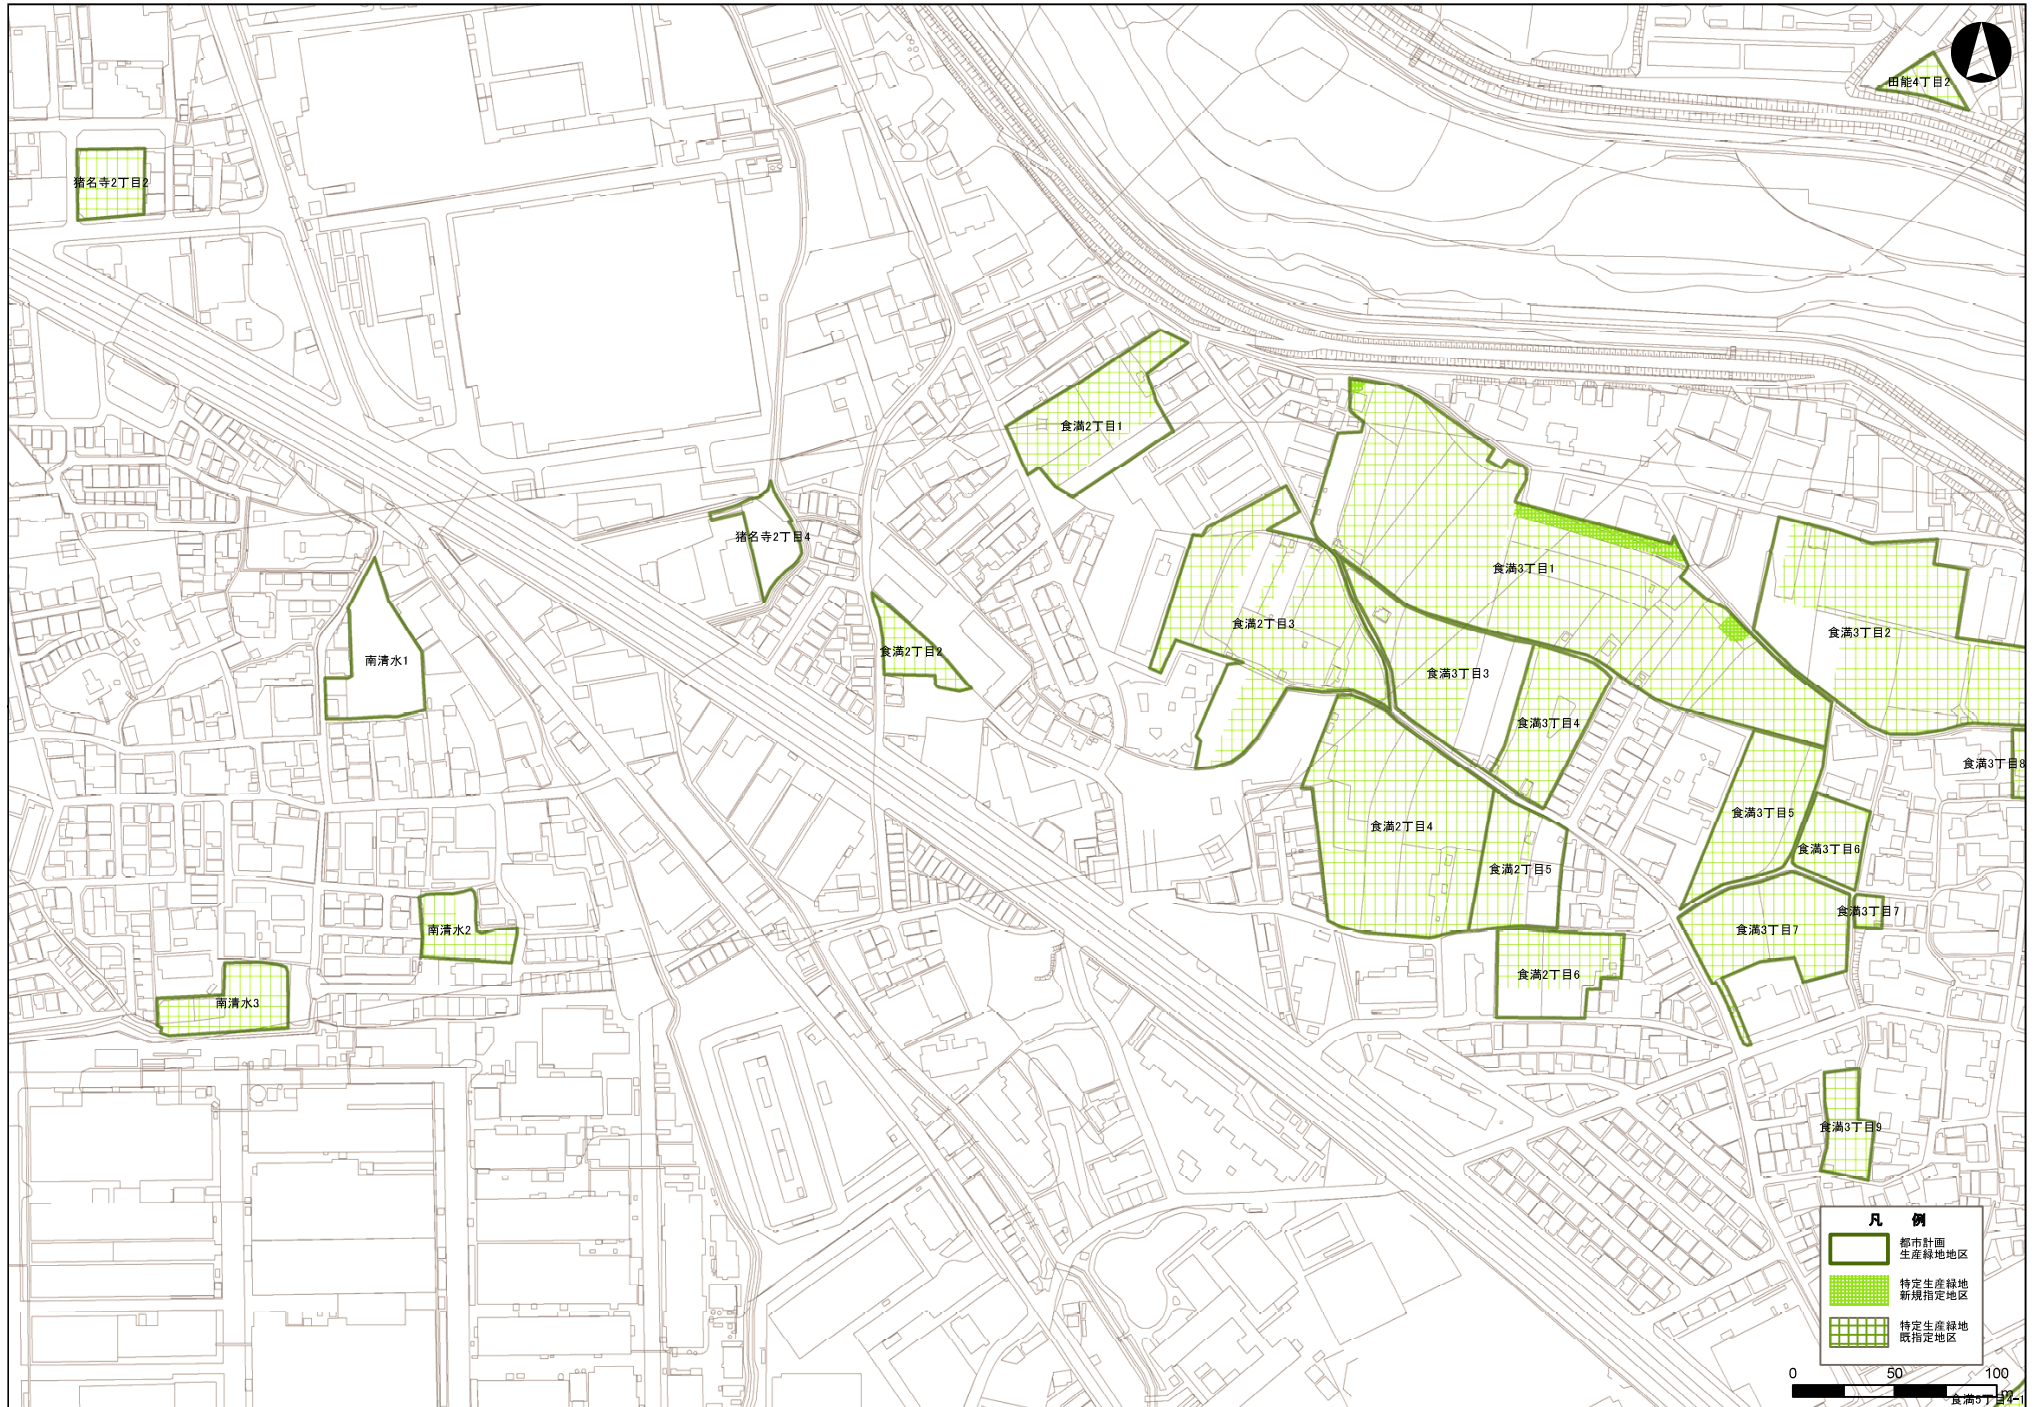 田能4丁目2
猪名寺2丁目2
食満2丁目1
猪名寺2丁目4
食満3丁目1
食満2丁目3
食満3丁目2
食満2丁目2
南清水1
食満3丁目3
食満3丁目4
食満3丁目8
食満3丁目5
食満2丁目4
食満3丁目6
食満2丁目5
食満3丁目7
食満3丁目7
南清水2
食満2丁目6
南清水3
食満3丁目9
凡 例
都市計画
生産緑地地区
特定生産緑地
新規指定地区
特定生産緑地
既指定地区
0 50 100
m
食満5丁目4-1